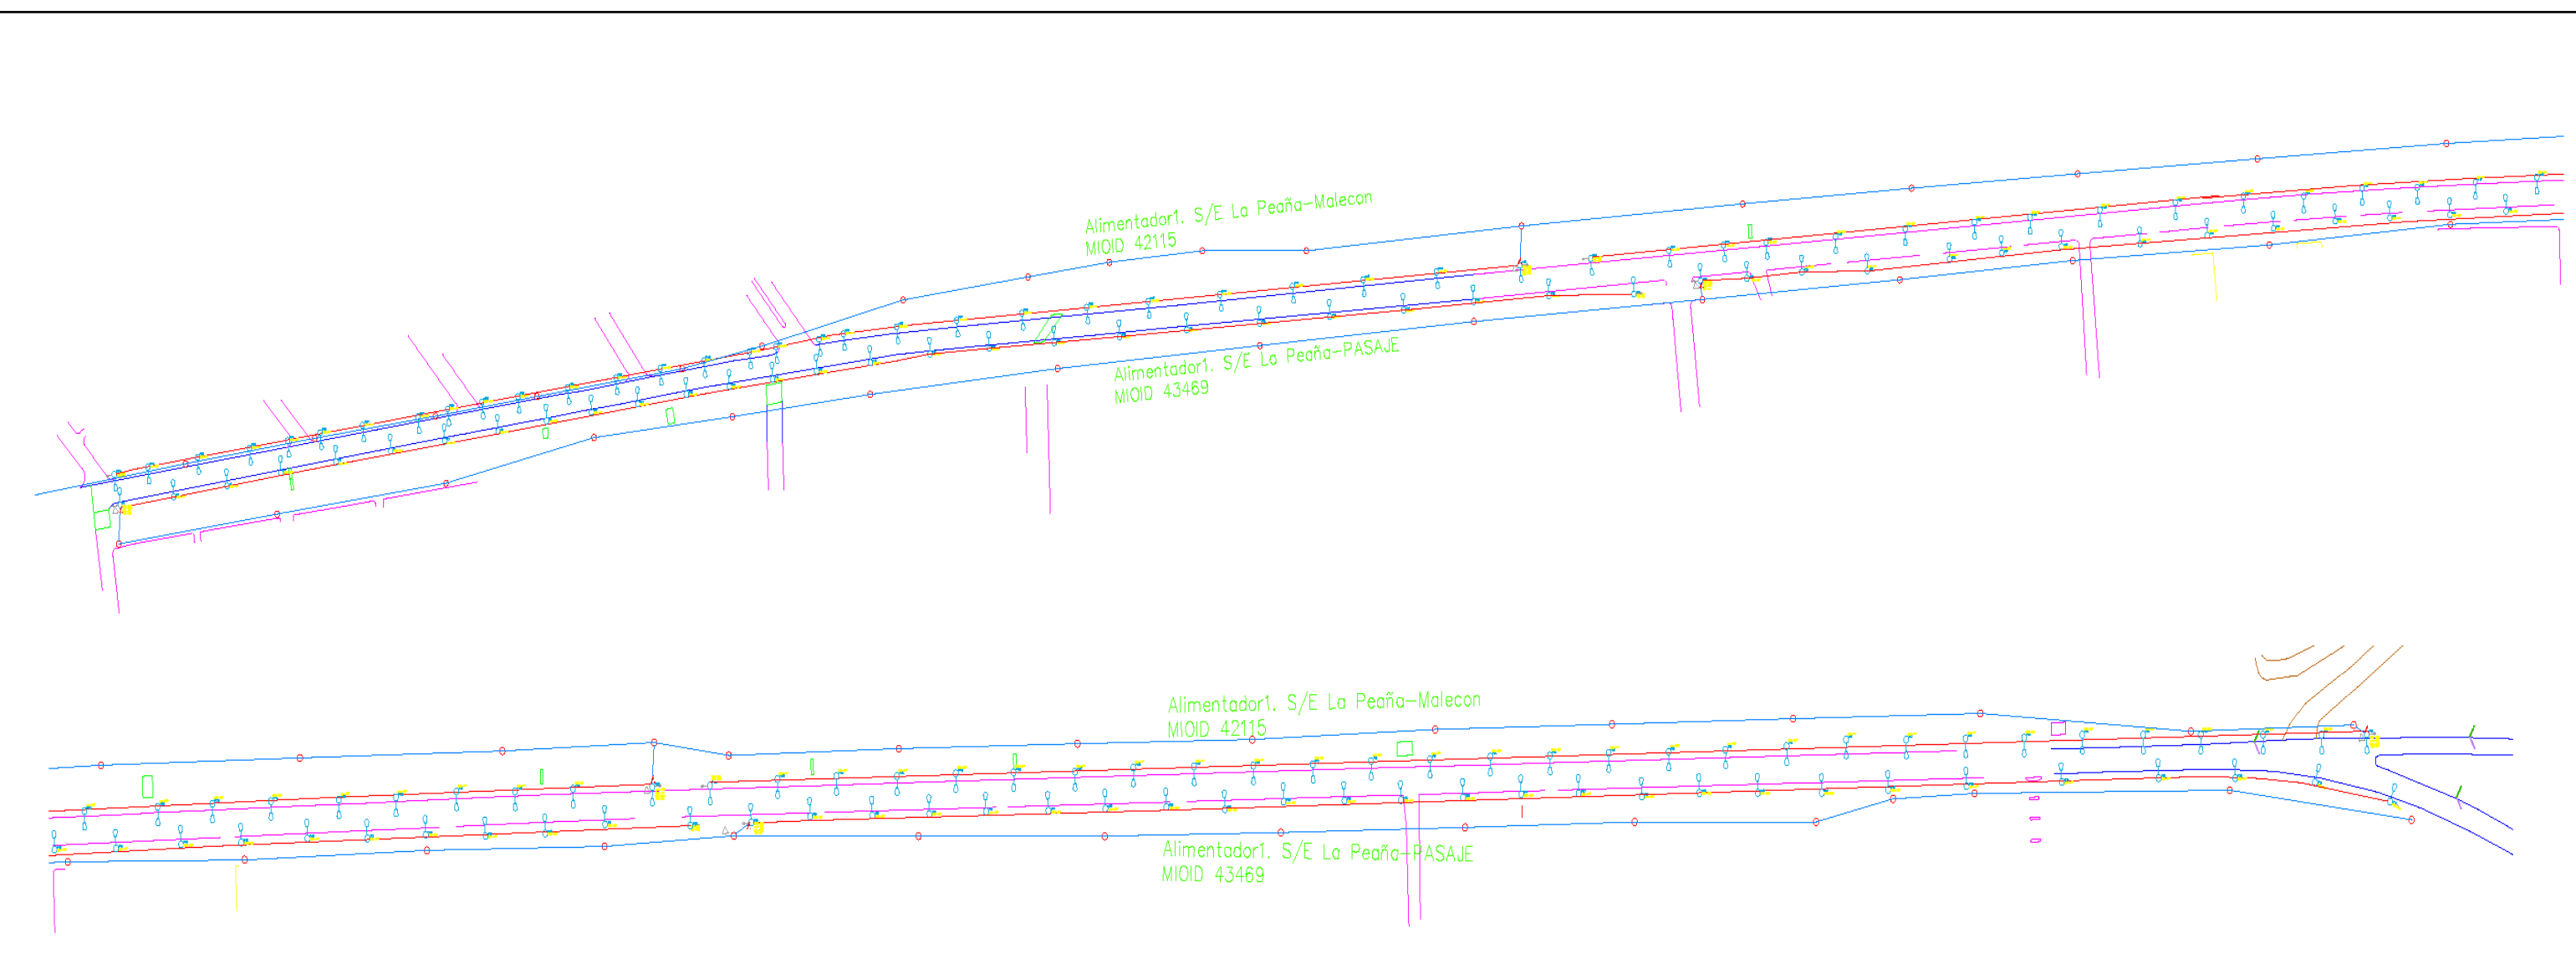 Alimentador1. S/E La Peaña-Malecon
MIOID 42115
Alimentador1. S/E La Peaña-PASAJE
MIOID 43469
Alimentador1. S/E La Peaña-Malecon
MIOID 42115
Alimentador1. S/E La Peaña-PASAJE
MIOID 43469